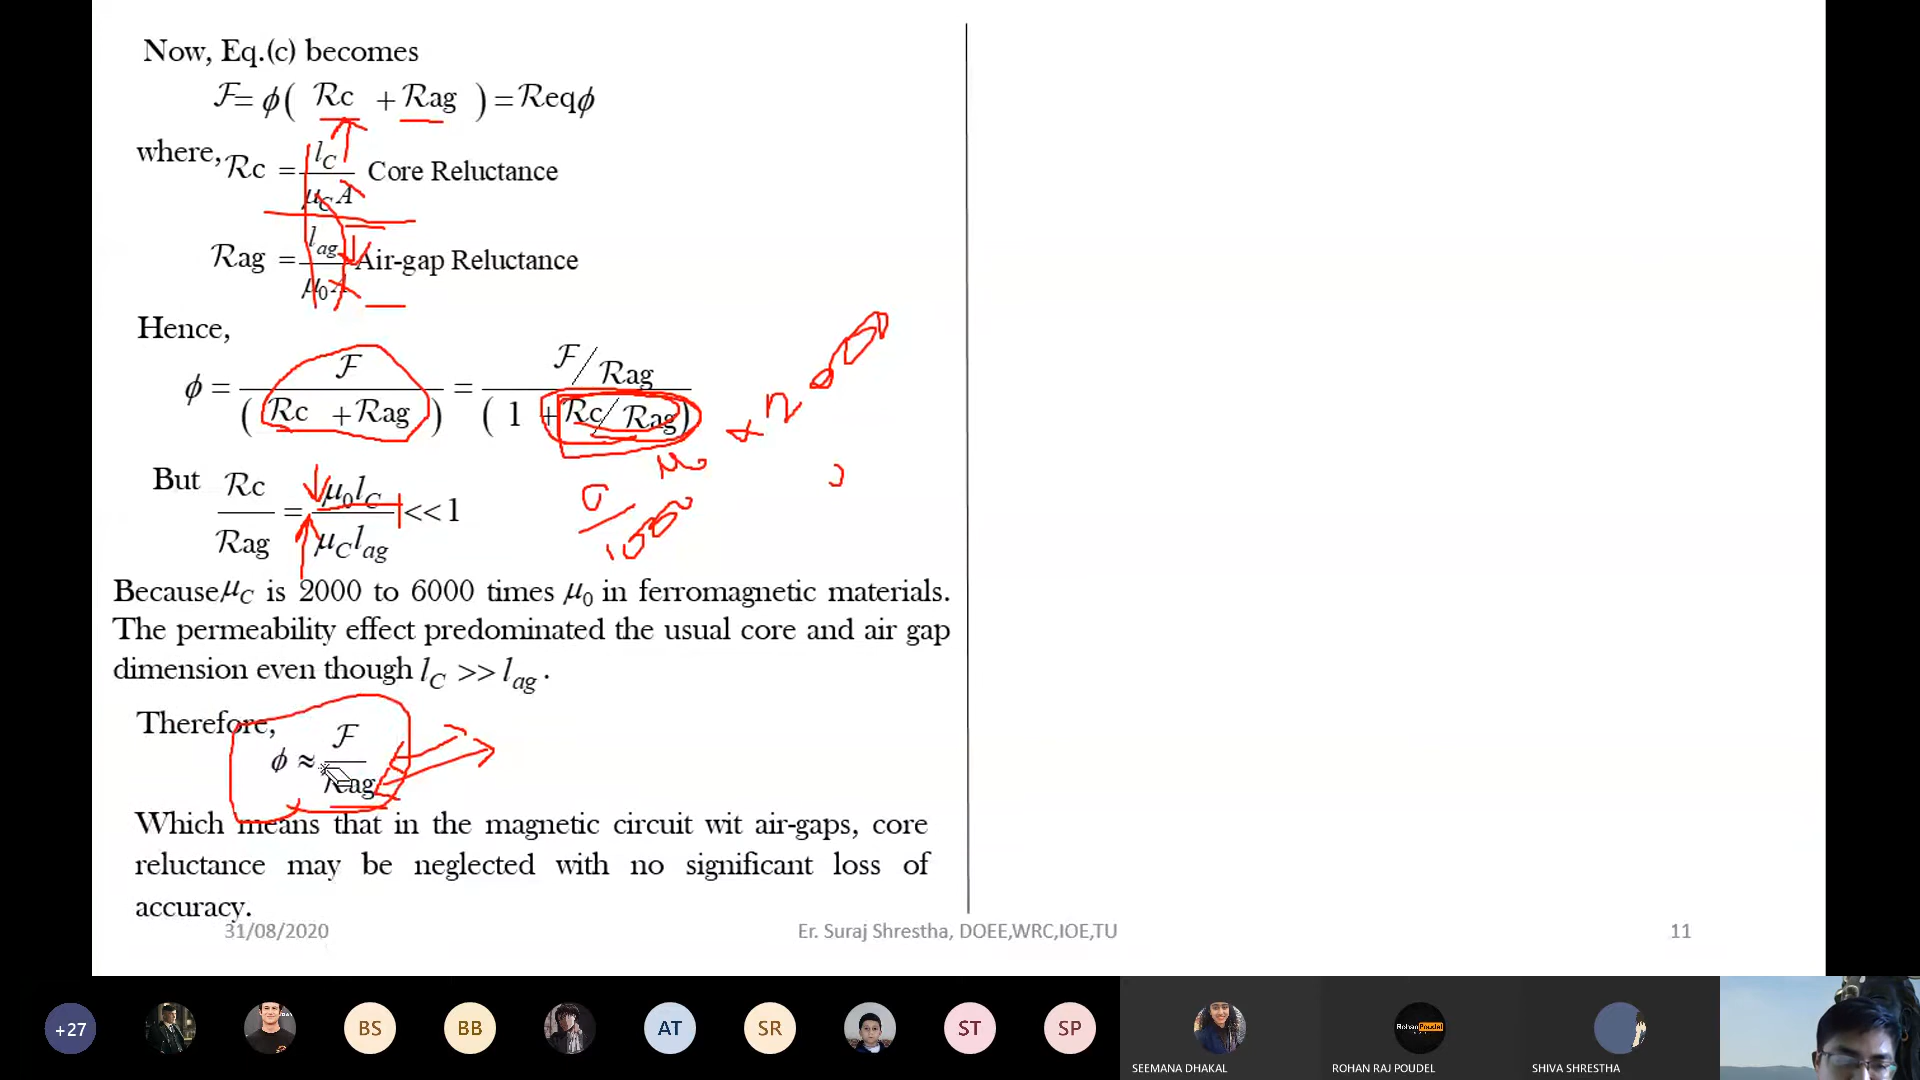 Now, Eq.(c) becomes
ℱ= ϕ( ℛc + ℛag ) = ℛeqϕ
where, ℛc = l_C / μ_C A Core Reluctance
ℛag = l_ag / μ_0 A Air-gap Reluctance
Hence,
ϕ = ℱ / ( ℛc + ℛag ) = ℱ/ℛag / ( 1 + ℛc/ℛag )
But ℛc / ℛag = μ_0 l_C / μ_C l_ag <<1
Because μ_C is 2000 to 6000 times μ_0 in ferromagnetic materials.
The permeability effect predominated the usual core and air gap
dimension even though l_C >> l_ag .
Therefore,
ϕ ≈ ℱ / ℛag
Which means that in the magnetic circuit wit air-gaps, core
reluctance may be neglected with no significant loss of
accuracy.
31/08/2020 Er. Suraj Shrestha, DOEE,WRC,IOE,TU 11
+27 BS BB AT SR ST SP Rohan Poudel
SEEMANA DHAKAL ROHAN RAJ POUDEL SHIVA SHRESTHA